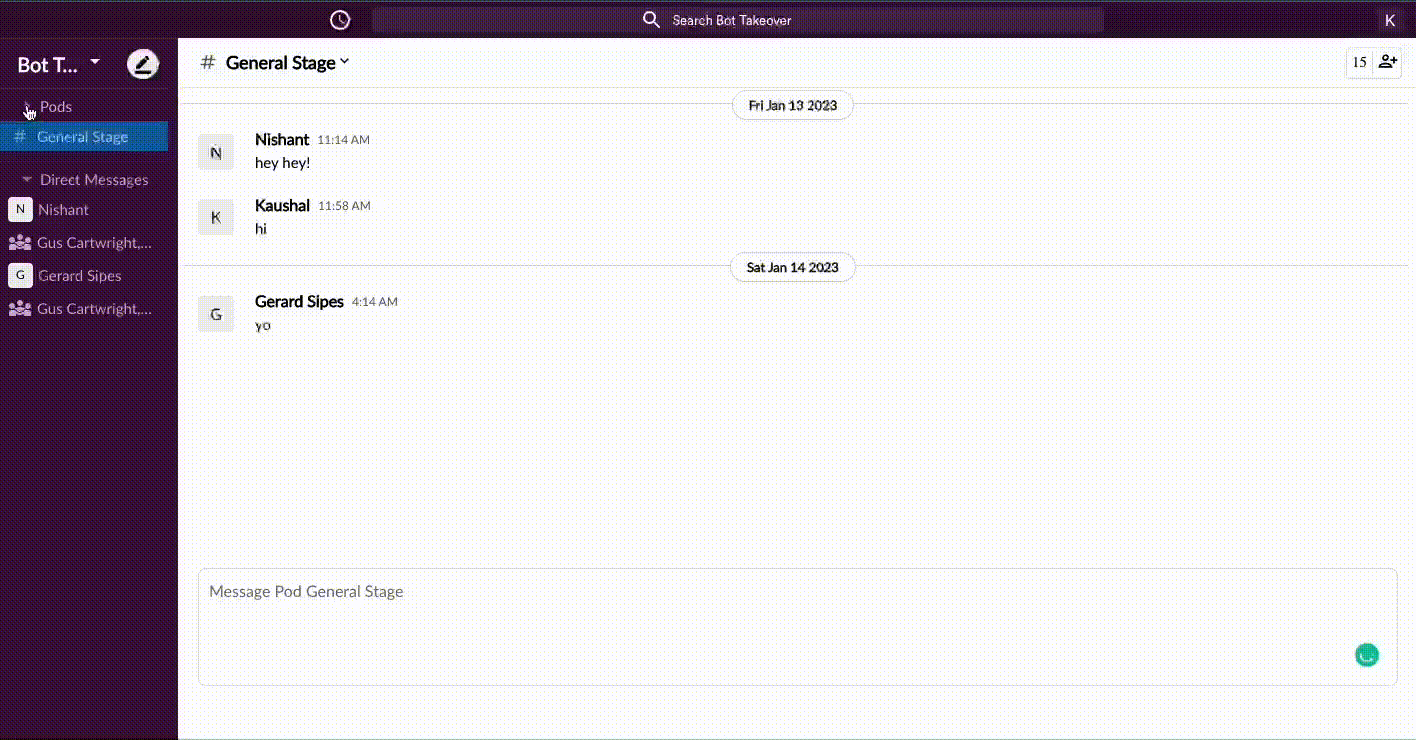 Search Bot Takeover
K
Bot T...
Pods
# General Stage
Direct Messages
N Nishant
Gus Cartwright,...
G Gerard Sipes
Gus Cartwright,...
# General Stage
15
Fri Jan 13 2023
N
Nishant 11:14 AM
hey hey!
K
Kaushal 11:58 AM
hi
Sat Jan 14 2023
G
Gerard Sipes 4:14 AM
yo
Message Pod General Stage